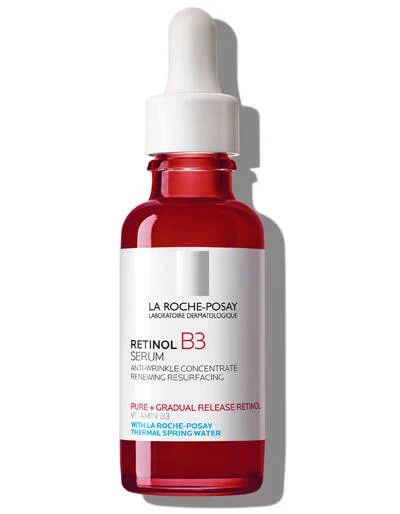 LA ROCHE-POSAY
LABORATOIRE DERMATOLOGIQUE
RETINOL B3
SERUM
ANTI-WRINKLE CONCENTRATE
RENEWING RESURFACING
PURE + GRADUAL RELEASE RETINOL
VITAMIN B3
WITH LA ROCHE-POSAY
THERMAL SPRING WATER